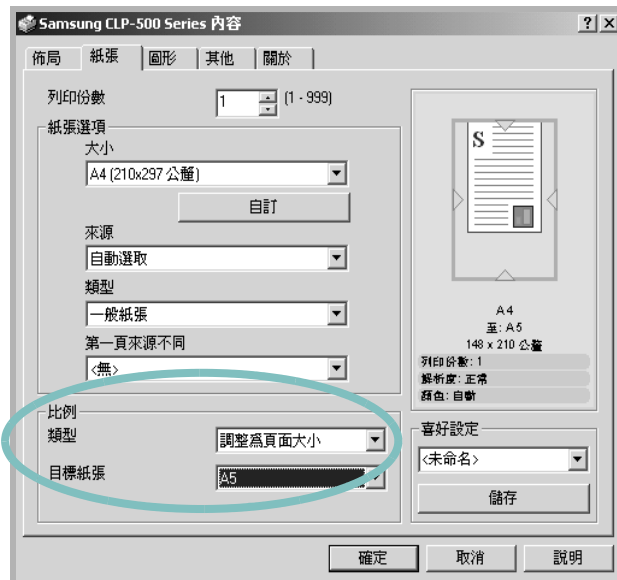 Samsung CLP-500 Series 內容
佈局 紙張 圖形 其他 關於
列印份數 1 (1 - 999)
紙張選項
大小
A4 (210x297 公釐)
自訂
來源
自動選取
類型
一般紙張
第一頁來源不同
<無>
比例
類型 調整為頁面大小
目標紙張 A5
S
A4
至: A5
148 x 210 公釐
列印份數: 1
解析度: 正常
顏色: 自動
喜好設定
<未命名>
儲存
確定 取消 說明